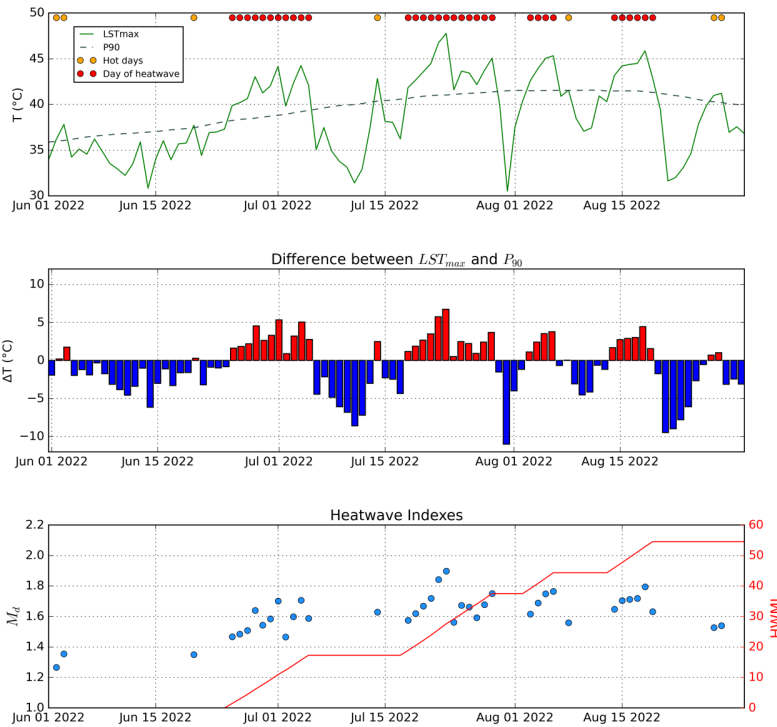 50
45
40
35
30
T (°C)
LSTmax
P90
Hot days
Day of heatwave
Jun 01 2022 Jun 15 2022 Jul 01 2022 Jul 15 2022 Aug 01 2022 Aug 15 2022
Difference between LSTmax and P90
10
5
0
−5
−10
ΔT (°C)
Jun 01 2022 Jun 15 2022 Jul 01 2022 Jul 15 2022 Aug 01 2022 Aug 15 2022
Heatwave Indexes
2.2
2.0
1.8
1.6
1.4
1.2
1.0
Md
60
50
40
30
20
10
0
HWMI
Jun 01 2022 Jun 15 2022 Jul 01 2022 Jul 15 2022 Aug 01 2022 Aug 15 2022